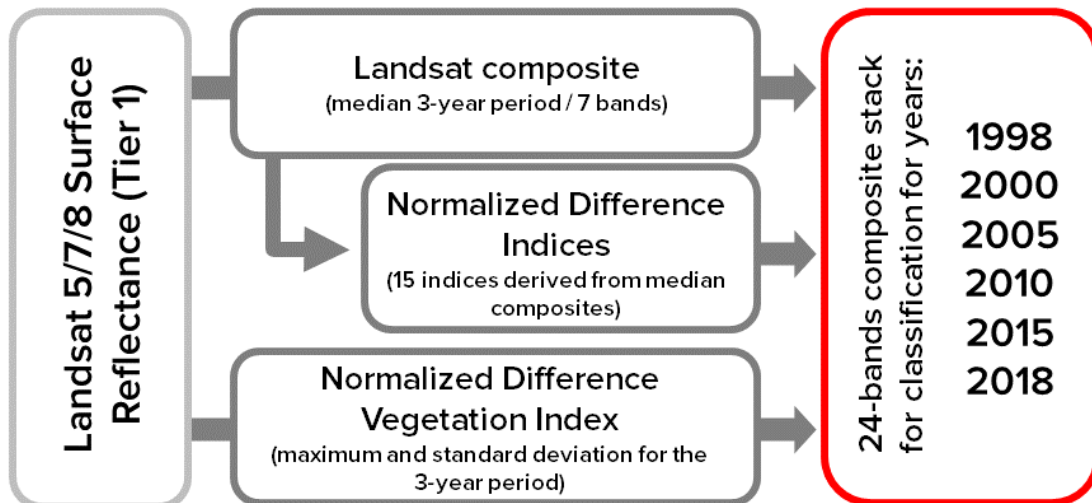 Landsat 5/7/8 Surface
Reflectance (Tier 1)
Landsat composite
(median 3-year period / 7 bands)
Normalized Difference
Indices
(15 indices derived from median
composites)
Normalized Difference
Vegetation Index
(maximum and standard deviation for the
3-year period)
24-bands composite stack
for classification for years:
1998
2000
2005
2010
2015
2018